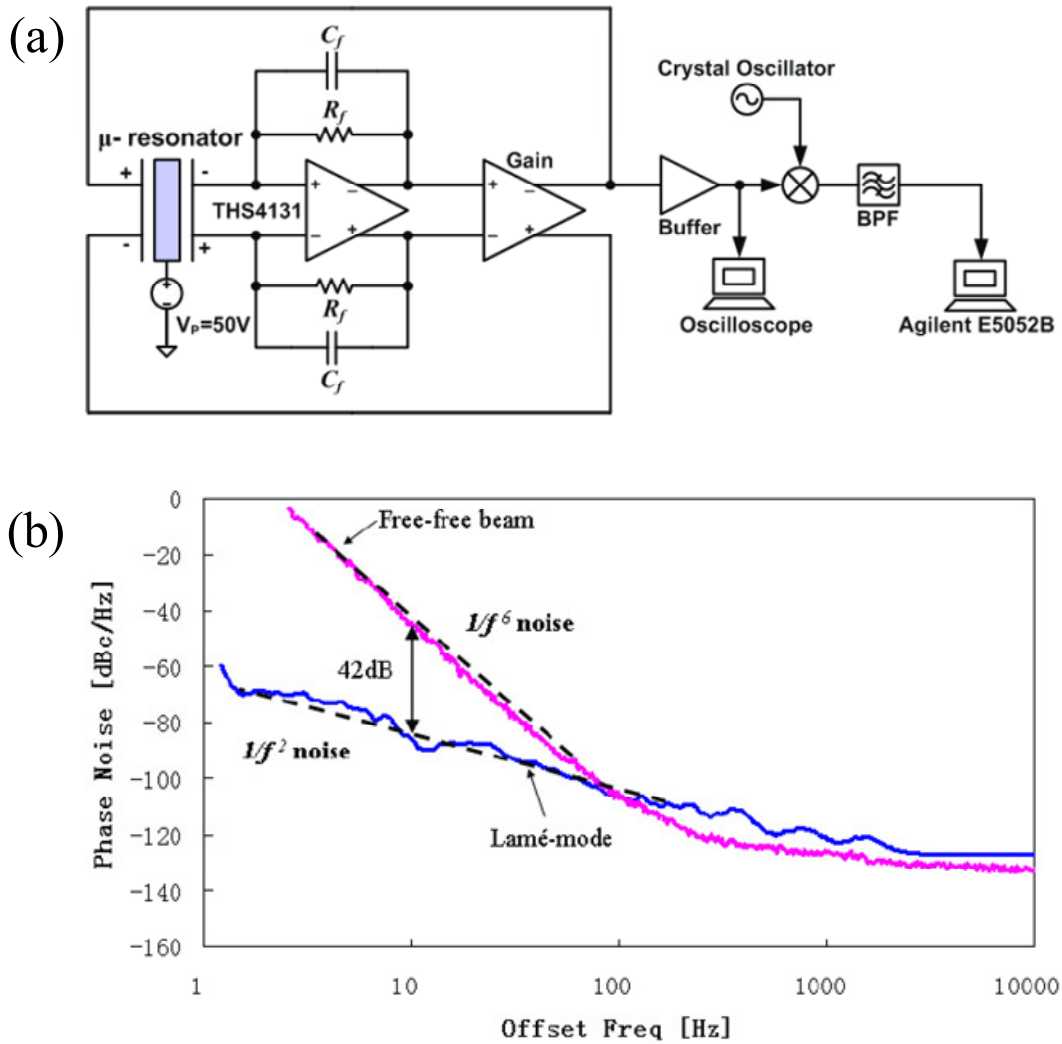 (a)
C_f
R_f
μ- resonator
+
-
-
+
THS4131
+
−
−
+
Gain
+
−
−
+
+
−
V_P=50V
R_f
C_f
Crystal Oscillator
Buffer
BPF
Oscilloscope
Agilent E5052B
(b)
Phase Noise [dBc/Hz]
0
−20
−40
−60
−80
−100
−120
−140
−160
Free-free beam
1/f 6 noise
42dB
1/f 2 noise
Lamé-mode
1
10
100
1000
10000
Offset Freq [Hz]